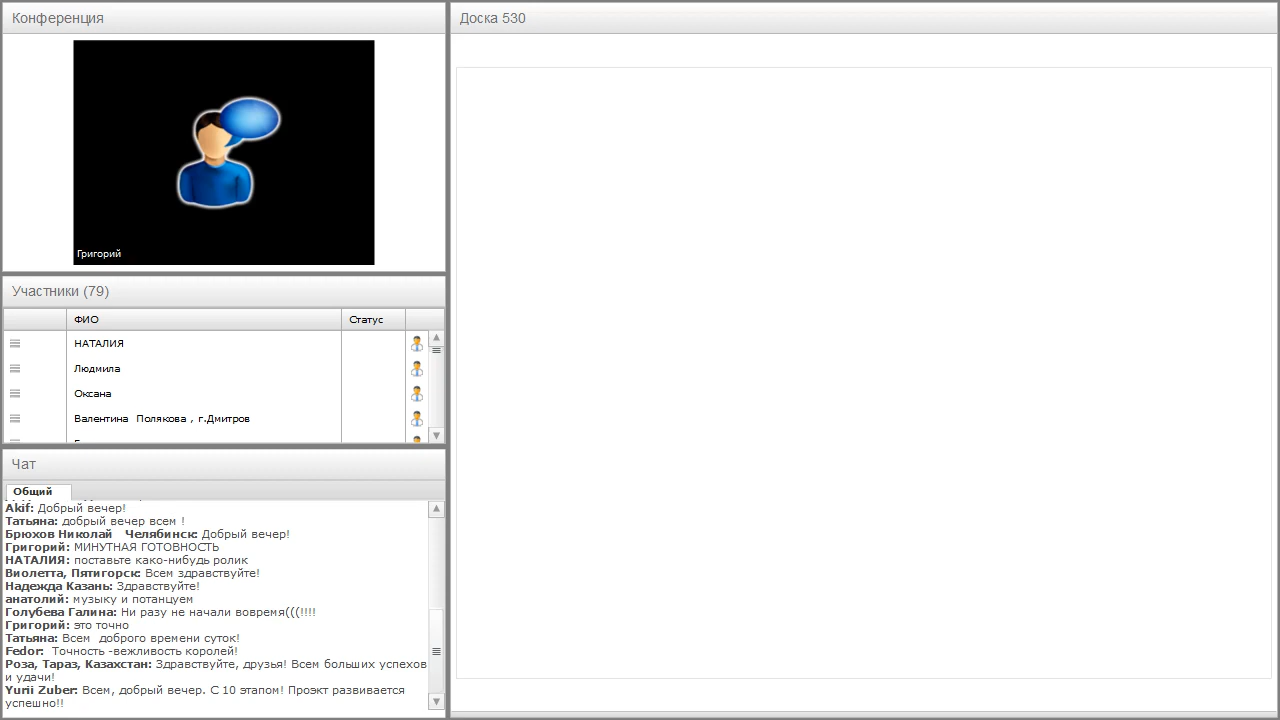 Конференция
Григорий
Участники (79)
ФИО Статус
НАТАЛИЯ
Людмила
Оксана
Валентина Полякова , г.Дмитров
Чат
Общий
Akif: Добрый вечер!
Татьяна: добрый вечер всем !
Брюхов Николай Челябинск: Добрый вечер!
Григорий: МИНУТНАЯ ГОТОВНОСТЬ
НАТАЛИЯ: поставьте како-нибудь ролик
Виолетта, Пятигорск: Всем здравствуйте!
Надежда Казань: Здравствуйте!
анатолий: музыку и потанцуем
Голубева Галина: Ни разу не начали вовремя(((!!!!
Григорий: это точно
Татьяна: Всем доброго времени суток!
Fedor: Точность -вежливость королей!
Роза, Тараз, Казахстан: Здравствуйте, друзья! Всем больших успехов
и удачи!
Yurii Zuber: Всем, добрый вечер. С 10 этапом! Проэкт развивается
успешно!!
Доска 530